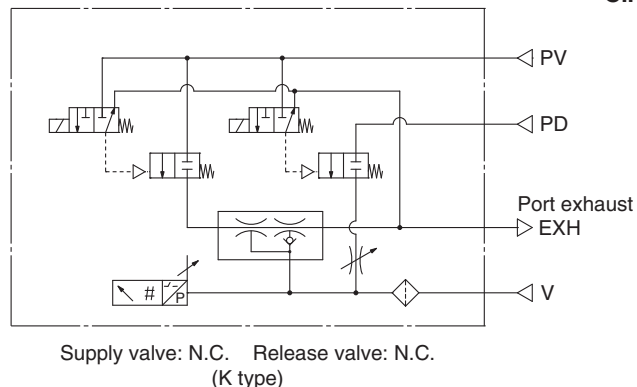 PV
PD
Port exhaust
EXH
V
#
P
Supply valve: N.C. Release valve: N.C.
(K type)